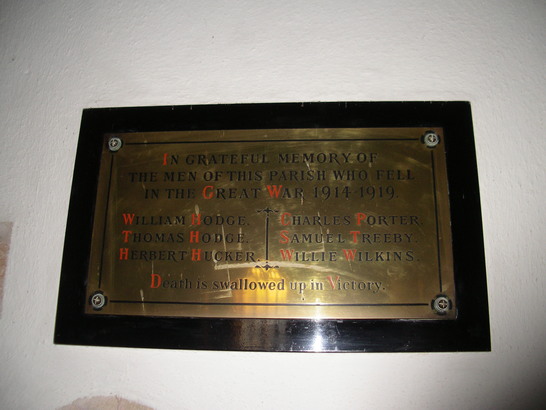 In grateful memory of
the men of this parish who fell
in the Great War 1914-1919.
William Hodge. Charles Porter.
Thomas Hodge. Samuel Treeby.
Herbert Hucker. Willie Wilkins.
Death is swallowed up in Victory.